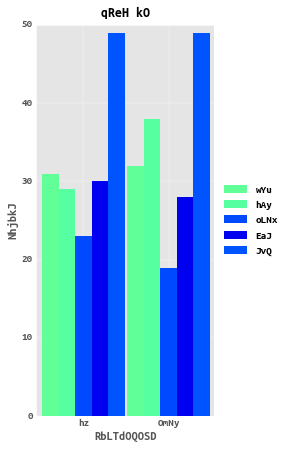 qReH kO
50
40
30
20
10
0
NhjbkJ
hz
OmNy
RbLTdOQOSD
wYu
hAy
oLNx
EaJ
JvQ